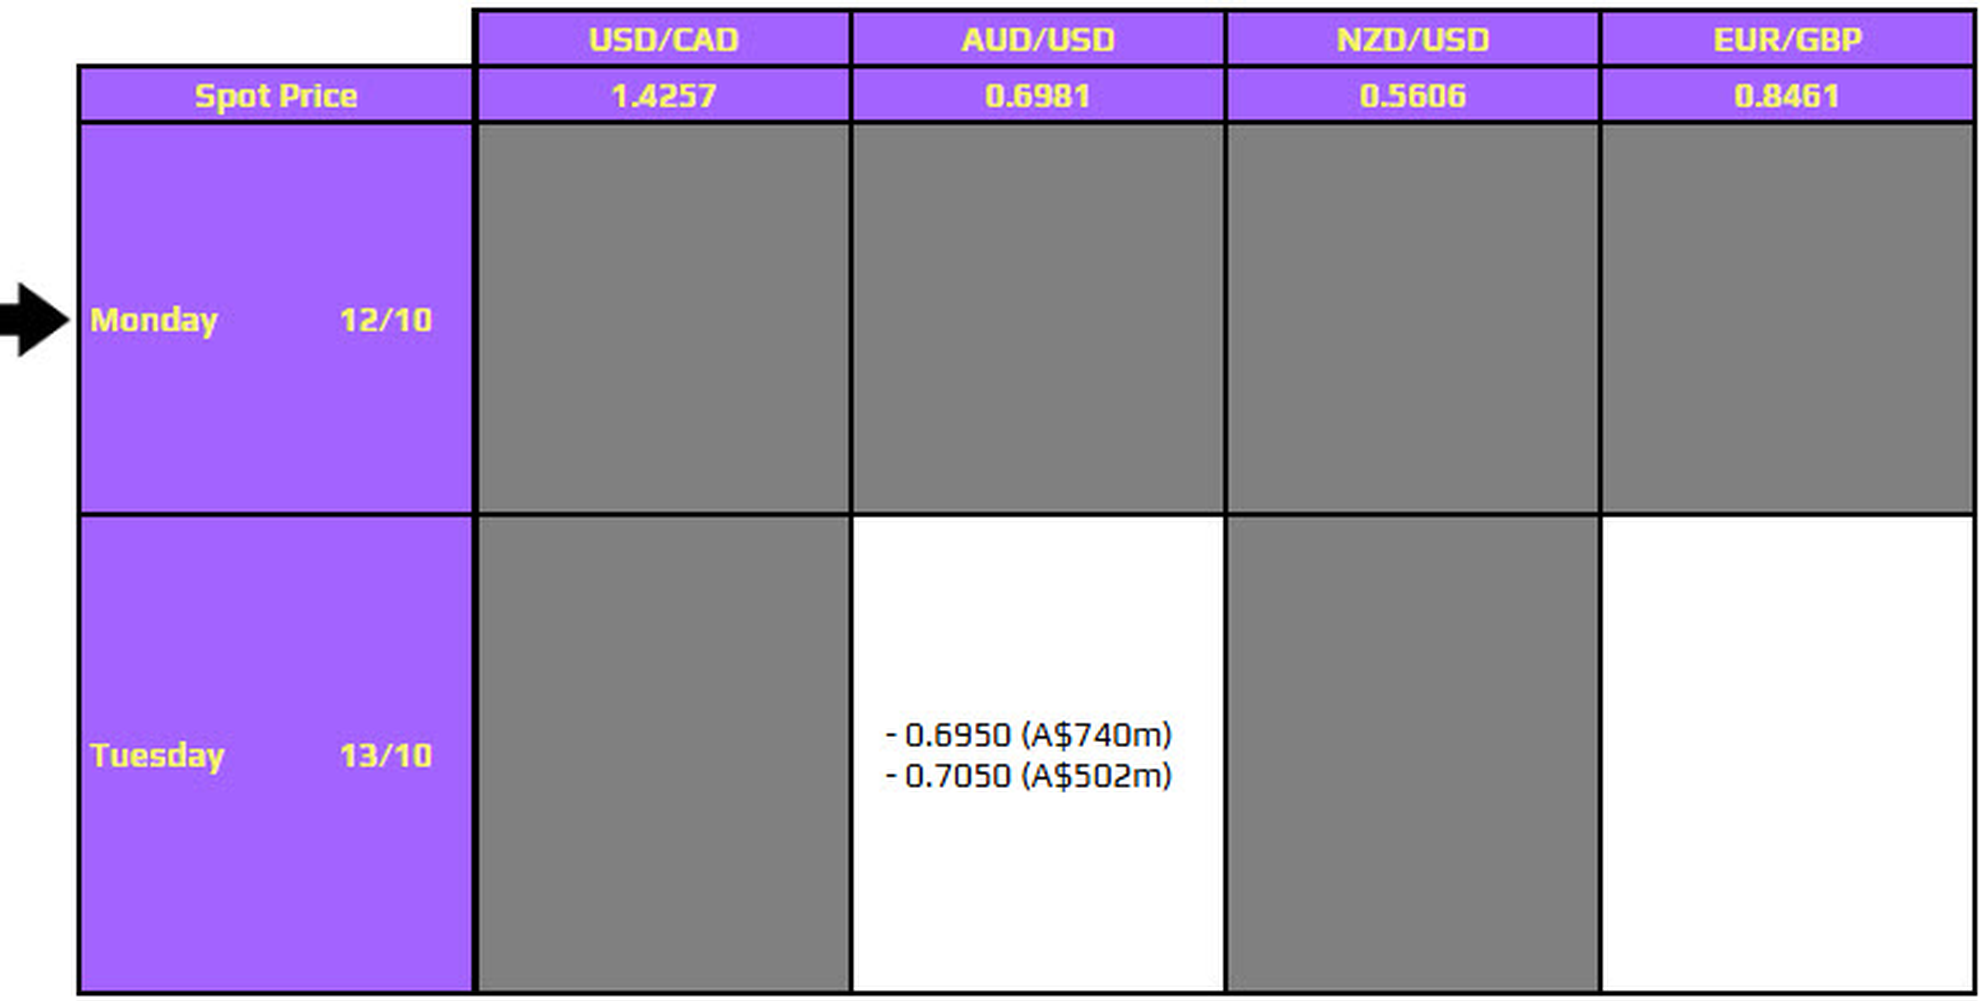 USD/CAD AUD/USD NZD/USD EUR/GBP
Spot Price 1.4257 0.6981 0.5606 0.8461
Monday 12/10
Tuesday 13/10
- 0.6950 (A$740m)
- 0.7050 (A$502m)